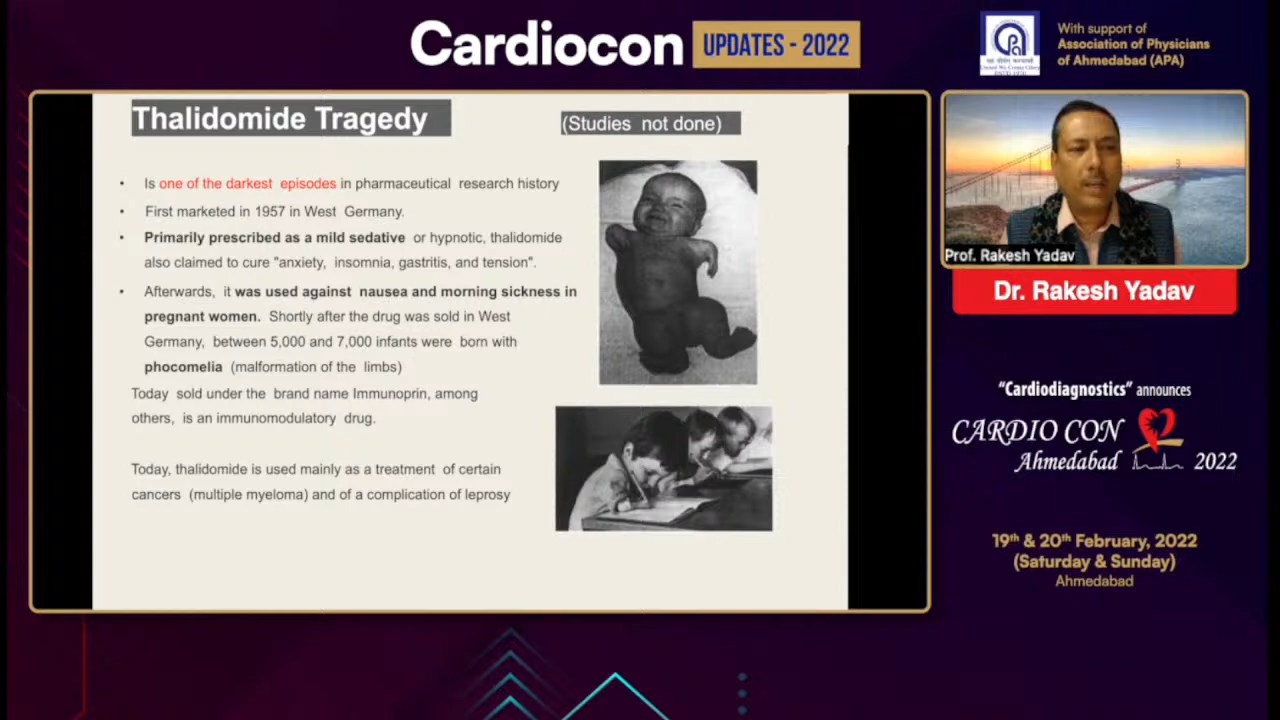 Cardiocon UPDATES - 2022
With support of
Association of Physicians
of Ahmedabad (APA)
Thalidomide Tragedy
(Studies not done)
• Is one of the darkest episodes in pharmaceutical research history
• First marketed in 1957 in West Germany.
• Primarily prescribed as a mild sedative or hypnotic, thalidomide
also claimed to cure "anxiety, insomnia, gastritis, and tension".
• Afterwards, it was used against nausea and morning sickness in
pregnant women. Shortly after the drug was sold in West
Germany, between 5,000 and 7,000 infants were born with
phocomelia (malformation of the limbs)
Today sold under the brand name Immunoprin, among
others, is an immunomodulatory drug.
Today, thalidomide is used mainly as a treatment of certain
cancers (multiple myeloma) and of a complication of leprosy
Prof. Rakesh Yadav
Dr. Rakesh Yadav
“Cardiodiagnostics” announces
CARDIO CON
Ahmedabad 2022
19th & 20th February, 2022
(Saturday & Sunday)
Ahmedabad